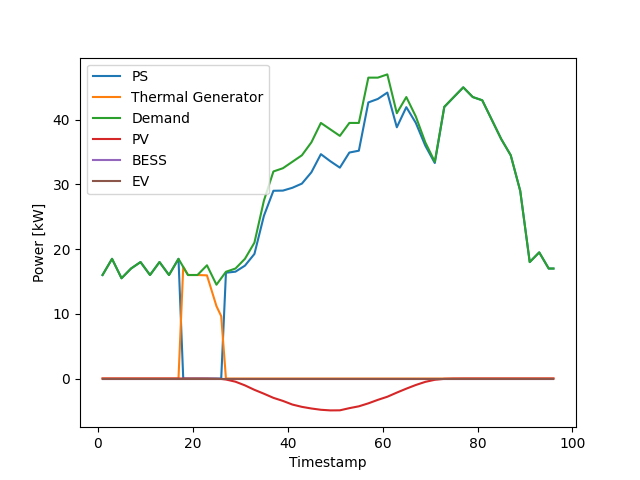 PS
Thermal Generator
Demand
PV
BESS
EV
Power [kW]
40
30
20
10
0
0 20 40 60 80 100
Timestamp